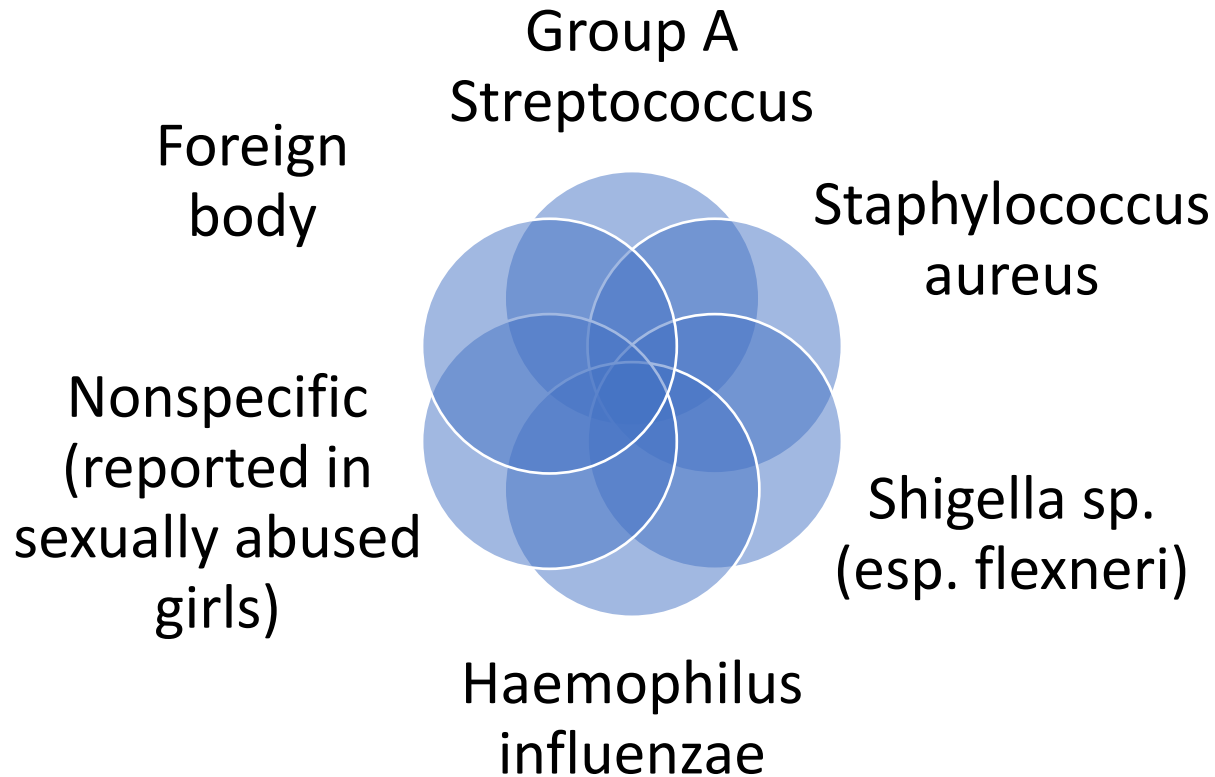 Group A
Streptococcus
Staphylococcus
aureus
Shigella sp.
(esp. flexneri)
Haemophilus
influenzae
Nonspecific
(reported in
sexually abused
girls)
Foreign
body